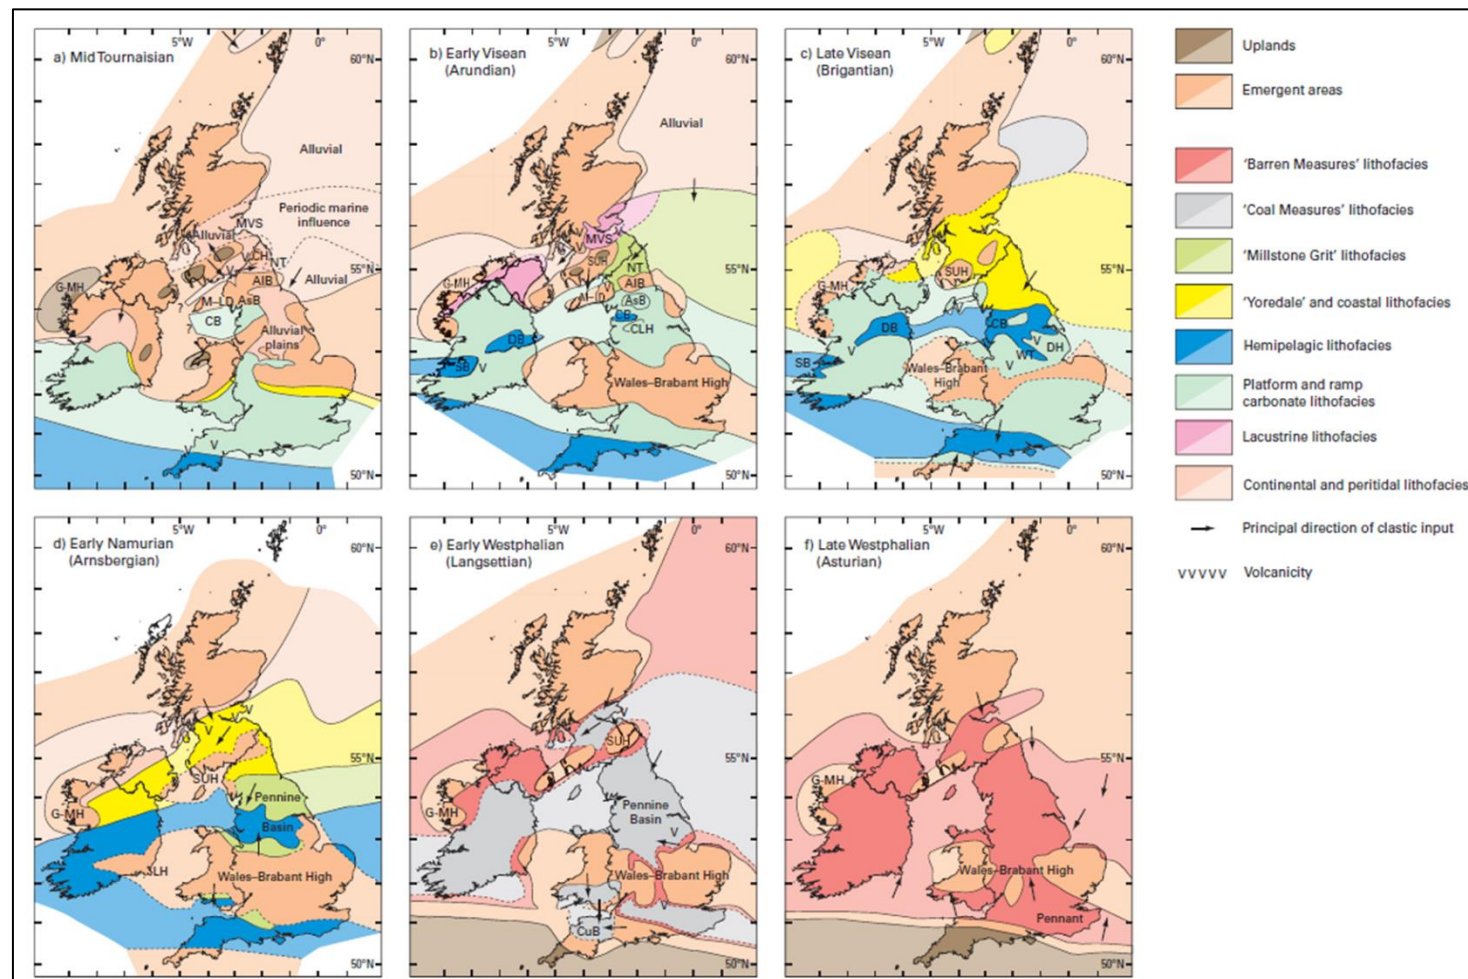 a) Mid Tournaisian
5°W
0°
60°N
Alluvial
Periodic marine
influence
MVS
Alluvial
V
CH
NT
55°N
Alluvial
G-MH
AIB
M-LD
AsB
?
CB
Alluvial
plains
V
V
V
50°N
b) Early Visean
(Arundian)
5°W
0°
60°N
Alluvial
V
MVS
SUH
NT
55°N
G-MH
AIB
M-LD
V
AsB
CB
CLH
DB
SB
V
Wales–Brabant High
V
50°N
c) Late Visean
(Brigantian)
5°W
0°
60°N
SUH
55°N
G-MH
DB
CB
V
DH
WT
V
V
SB
Wales–Brabant
High
V
50°N
Uplands
Emergent areas
'Barren Measures' lithofacies
'Coal Measures' lithofacies
'Millstone Grit' lithofacies
'Yoredale' and coastal lithofacies
Hemipelagic lithofacies
Platform and ramp
carbonate lithofacies
Lacustrine lithofacies
Continental and peritidal lithofacies
Principal direction of clastic input
VVVVV Volcanicity
d) Early Namurian
(Arnsbergian)
5°W
0°
60°N
V
V
V
55°N
SUH
G-MH
Pennine
Basin
LH
Wales–Brabant High
50°N
e) Early Westphalian
(Langsettian)
5°W
0°
60°N
SUH
55°N
G-MH
Pennine
Basin
V
Wales–Brabant High
V
CuB
50°N
f) Late Westphalian
(Asturian)
5°W
0°
60°N
55°N
G-MH
Wales–Brabant High
Pennant
50°N